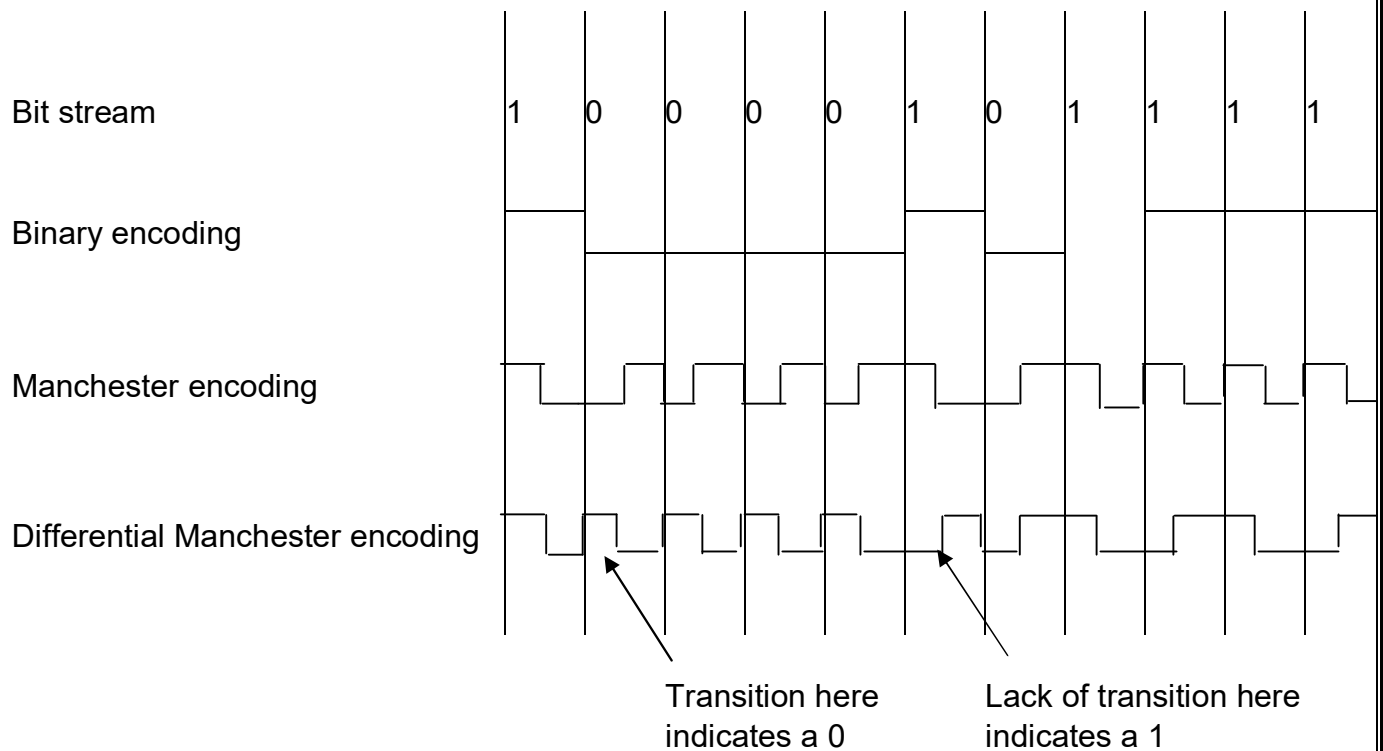 Bit stream 1 0 0 0 0 1 0 1 1 1 1
Binary encoding
Manchester encoding
Differential Manchester encoding
Transition here
indicates a 0
Lack of transition here
indicates a 1